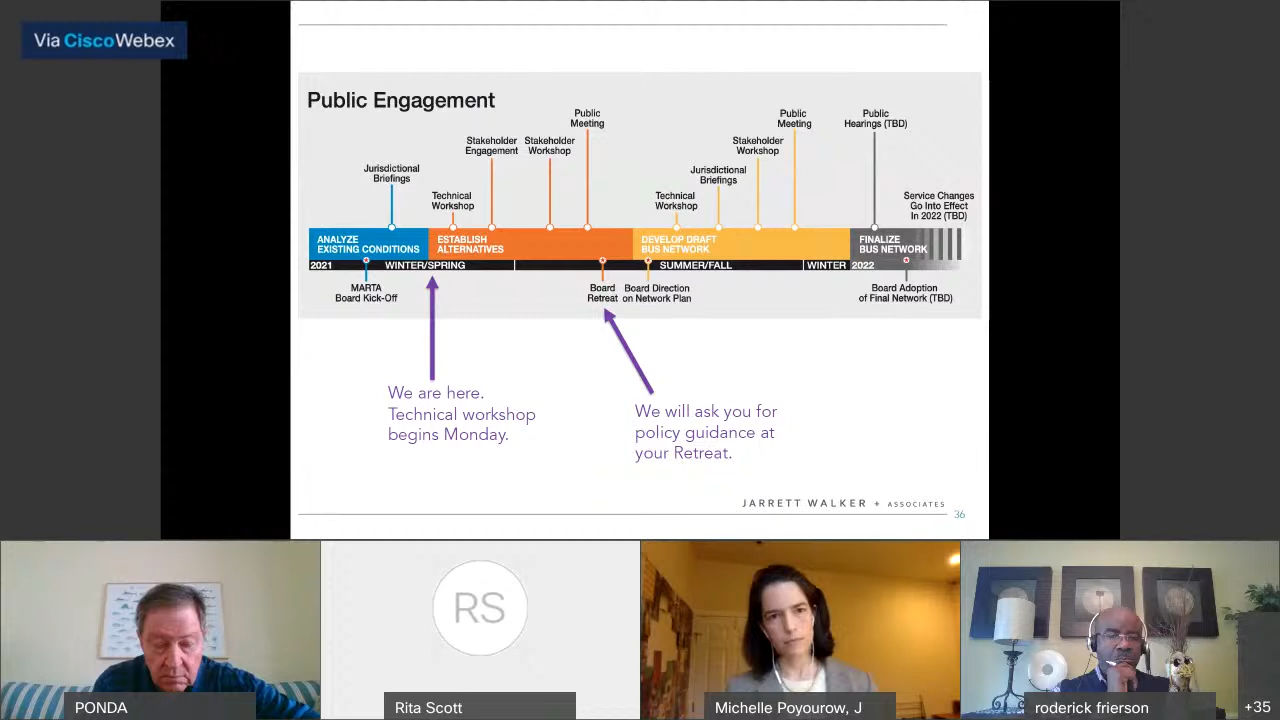 Via CiscoWebex
Public Engagement
Public
Meeting
Public
Meeting
Public
Hearings (TBD)
Stakeholder
Engagement
Stakeholder
Workshop
Stakeholder
Workshop
Jurisdictional
Briefings
Jurisdictional
Briefings
Technical
Workshop
Technical
Workshop
Service Changes
Go Into Effect
In 2022 (TBD)
ANALYZE
EXISTING CONDITIONS
ESTABLISH
ALTERNATIVES
DEVELOP DRAFT
BUS NETWORK
FINALIZE
BUS NETWORK
2021 WINTER/SPRING SUMMER/FALL WINTER 2022
MARTA
Board Kick-Off
Board
Retreat
Board Direction
on Network Plan
Board Adoption
of Final Network (TBD)
We are here.
Technical workshop
begins Monday.
We will ask you for
policy guidance at
your Retreat.
JARRETT WALKER + ASSOCIATES
36
RS
PONDA
Rita Scott
Michelle Poyourow, J
roderick frierson
+35